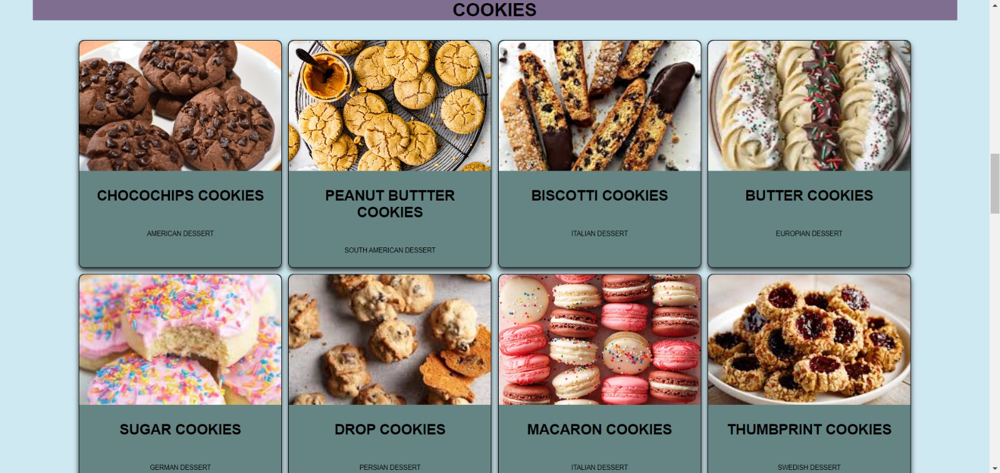 COOKIES
CHOCOCHIPS COOKIES
AMERICAN DESSERT
PEANUT BUTTTER
COOKIES
SOUTH AMERICAN DESSERT
BISCOTTI COOKIES
ITALIAN DESSERT
BUTTER COOKIES
EUROPIAN DESSERT
SUGAR COOKIES
GERMAN DESSERT
DROP COOKIES
PERSIAN DESSERT
MACARON COOKIES
ITALIAN DESSERT
THUMBPRINT COOKIES
SWEDISH DESSERT